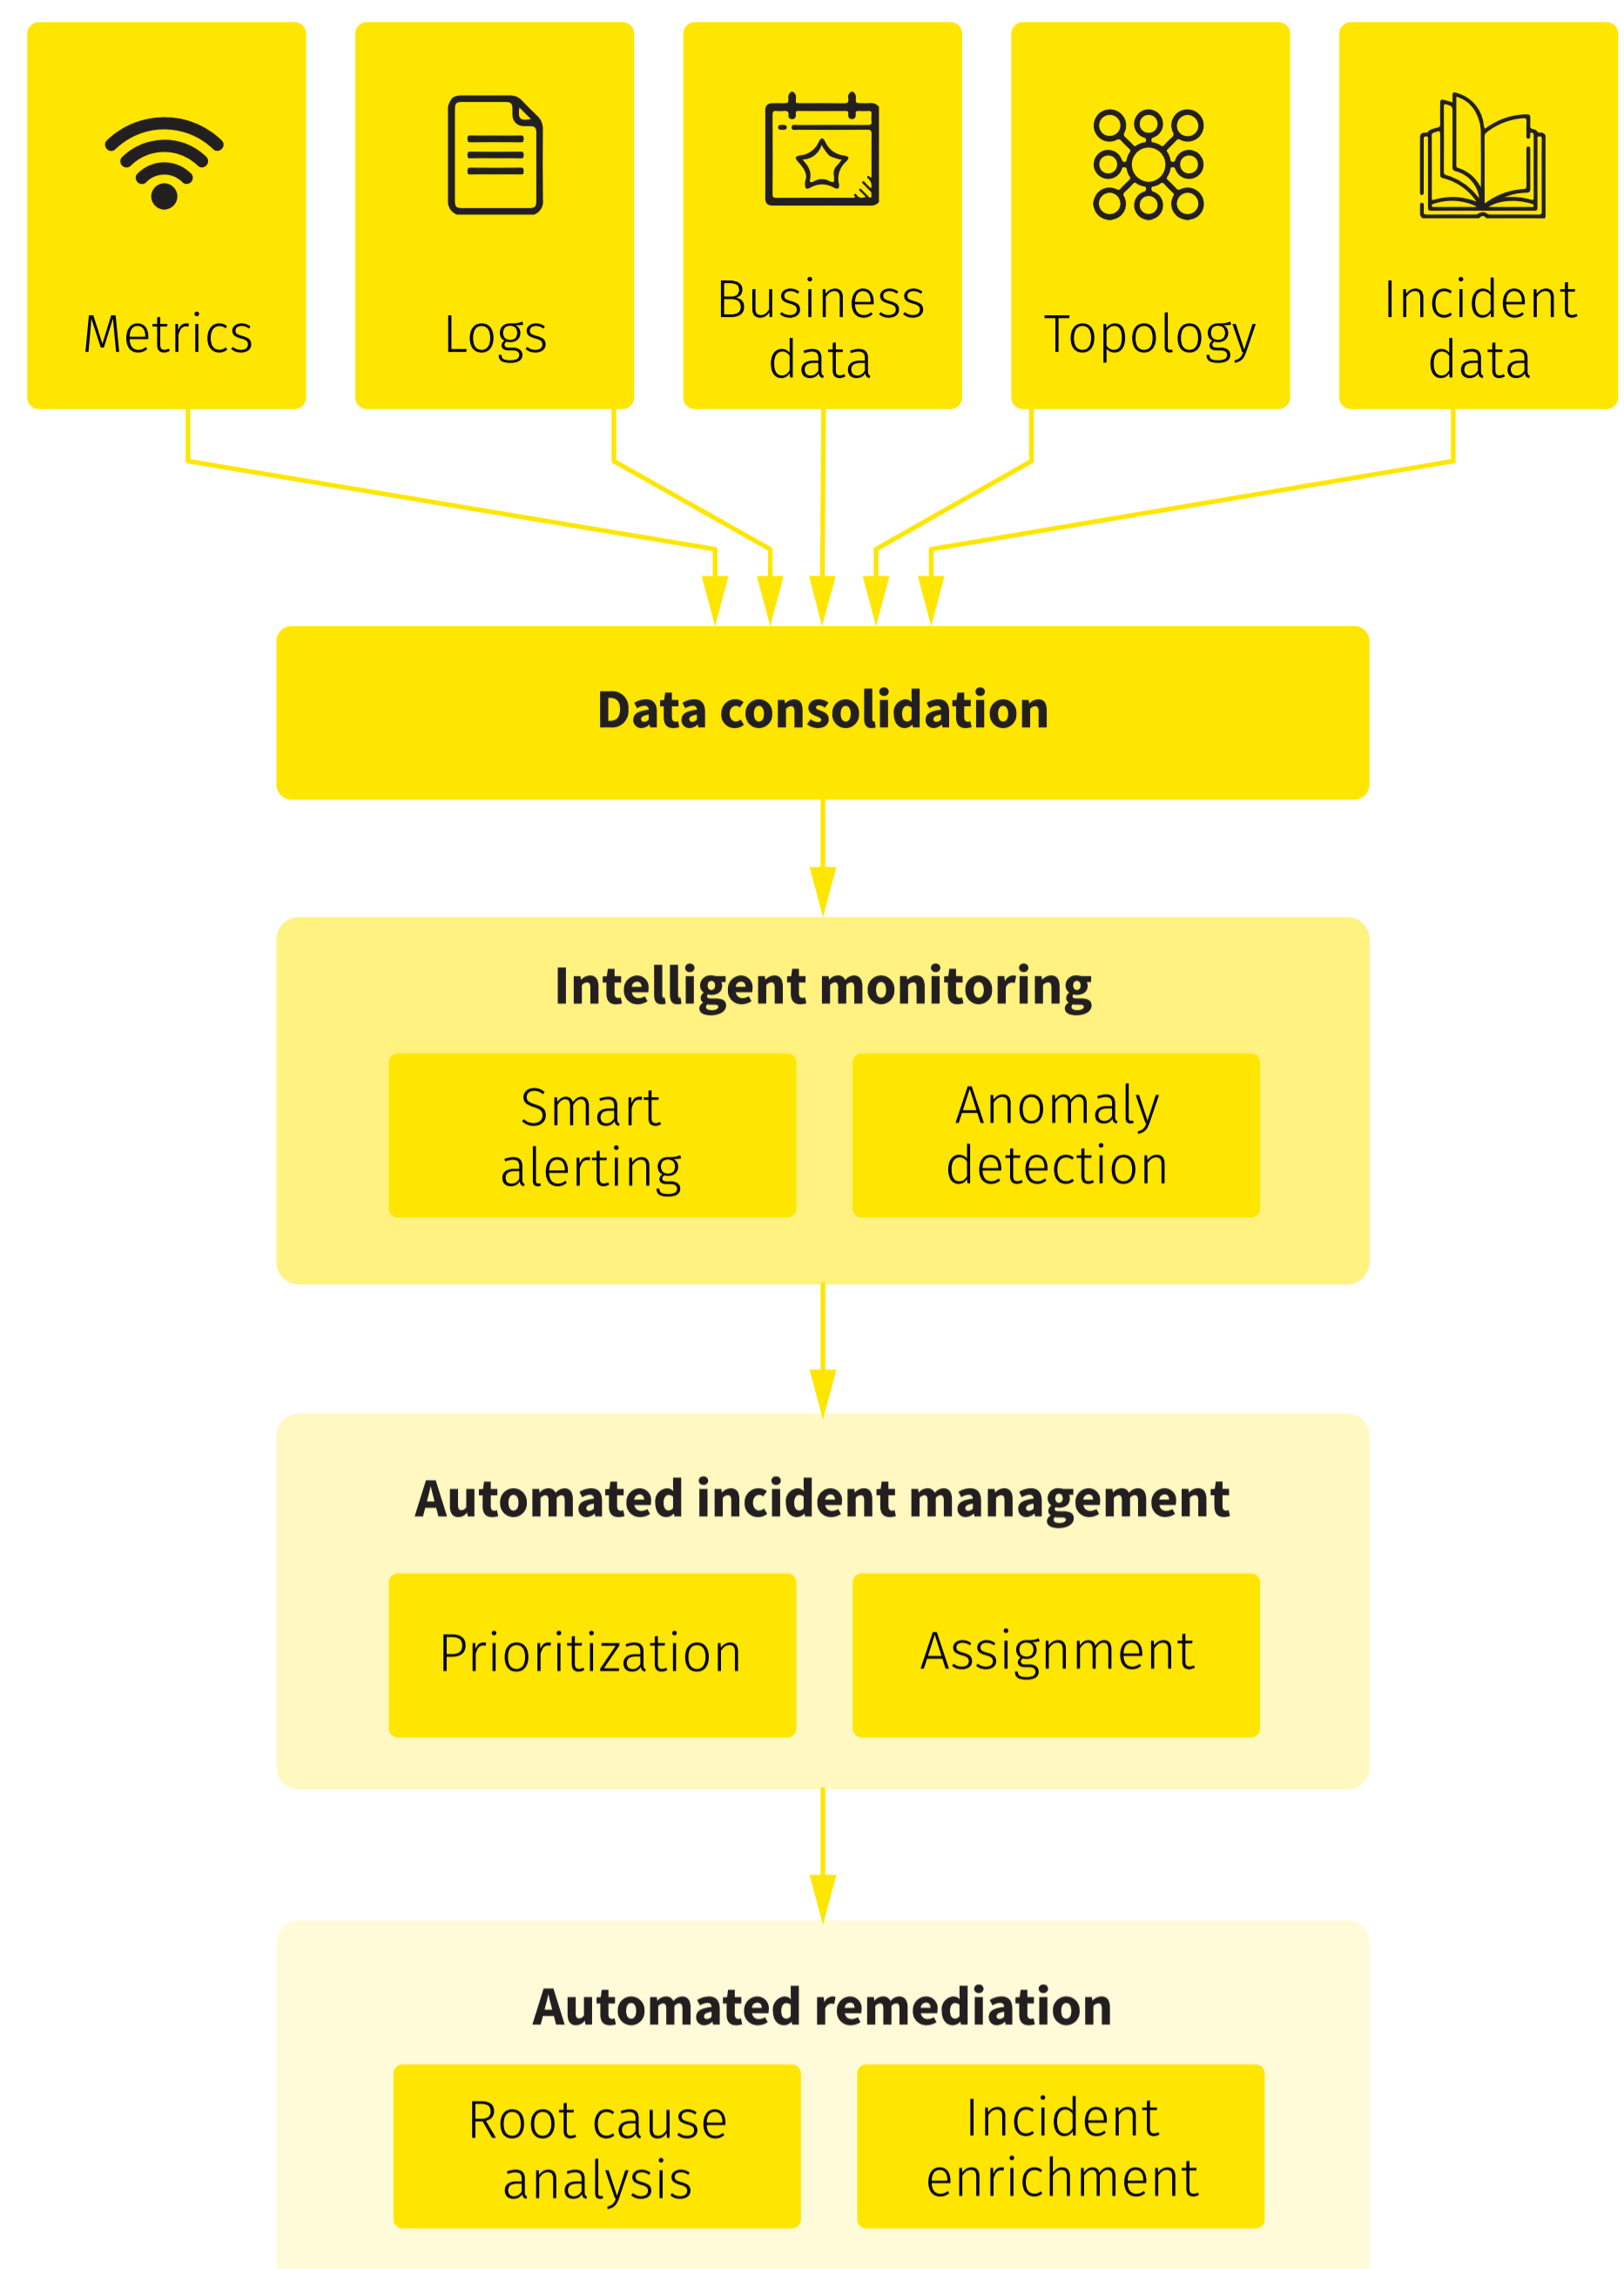 Metrics
Logs
Business
data
Topology
Incident
data
Data consolidation
Intelligent monitoring
Smart
alerting
Anomaly
detection
Automated incident management
Prioritization
Assignment
Automated remediation
Root cause
analysis
Incident
enrichment